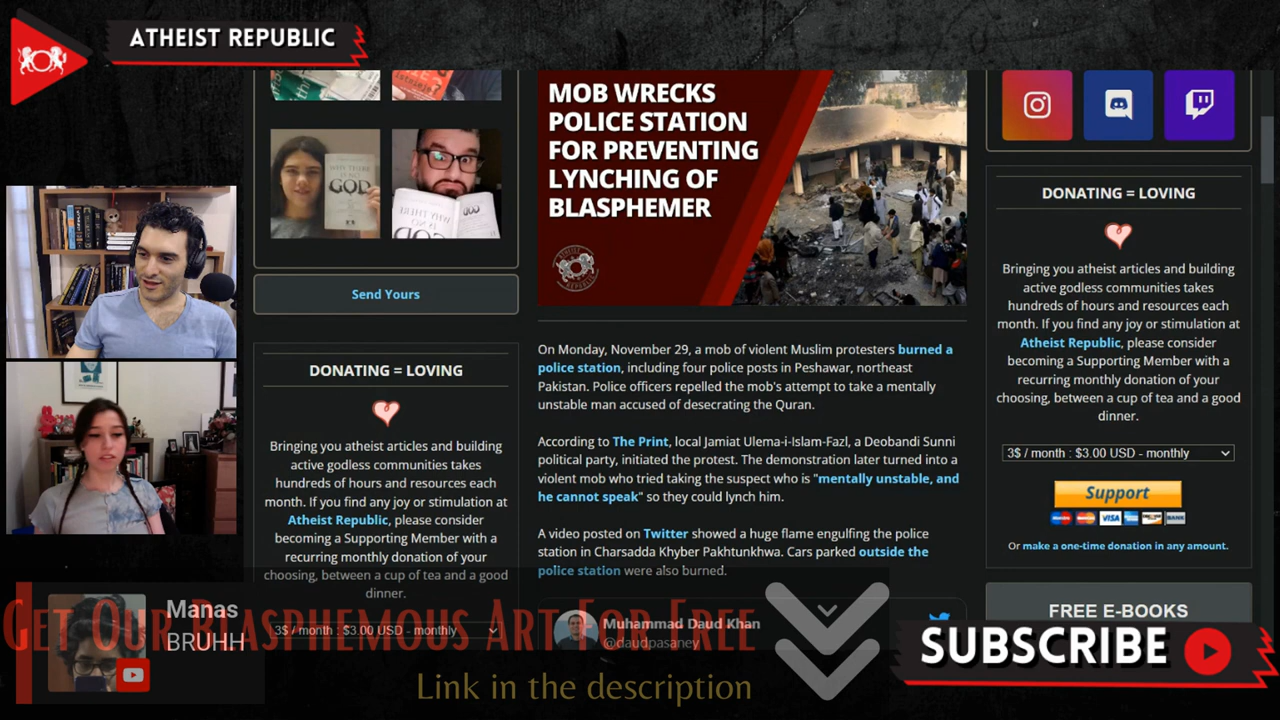 ATHEIST REPUBLIC
WHY THERE
IS NO
GOD
Send Yours
DONATING = LOVING
Bringing you atheist articles and building
active godless communities takes
hundreds of hours and resources each
month. If you find any joy or stimulation at
Atheist Republic, please consider
becoming a Supporting Member with a
recurring monthly donation of your
choosing, between a cup of tea and a good
dinner.
3$ / month : $3.00 USD - monthly
MOB WRECKS
POLICE STATION
FOR PREVENTING
LYNCHING OF
BLASPHEMER
On Monday, November 29, a mob of violent Muslim protesters burned a
police station, including four police posts in Peshawar, northeast
Pakistan. Police officers repelled the mob's attempt to take a mentally
unstable man accused of desecrating the Quran.
According to The Print, local Jamiat Ulema-i-Islam-Fazl, a Deobandi Sunni
political party, initiated the protest. The demonstration later turned into a
violent mob who tried taking the suspect who is "mentally unstable, and
he cannot speak" so they could lynch him.
A video posted on Twitter showed a huge flame engulfing the police
station in Charsadda Khyber Pakhtunkhwa. Cars parked outside the
police station were also burned.
Muhammad Daud Khan
@daudpasaney
DONATING = LOVING
Bringing you atheist articles and building
active godless communities takes
hundreds of hours and resources each
month. If you find any joy or stimulation at
Atheist Republic, please consider
becoming a Supporting Member with a
recurring monthly donation of your
choosing, between a cup of tea and a good
dinner.
3$ / month : $3.00 USD - monthly
Support
VISA
BANK
Or make a one-time donation in any amount.
FREE E-BOOKS
Manas
BRUHH
Get Our Blasphemous Art For Free
Link in the description
SUBSCRIBE